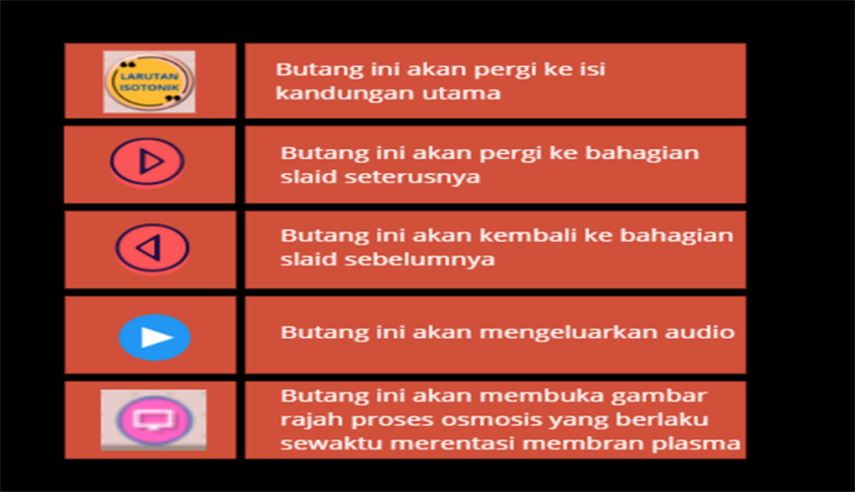 LARUTAN
ISOTONIK
Butang ini akan pergi ke isi
kandungan utama
Butang ini akan pergi ke bahagian
slaid seterusnya
Butang ini akan kembali ke bahagian
slaid sebelumnya
Butang ini akan mengeluarkan audio
Butang ini akan membuka gambar
rajah proses osmosis yang berlaku
sewaktu merentasi membran plasma